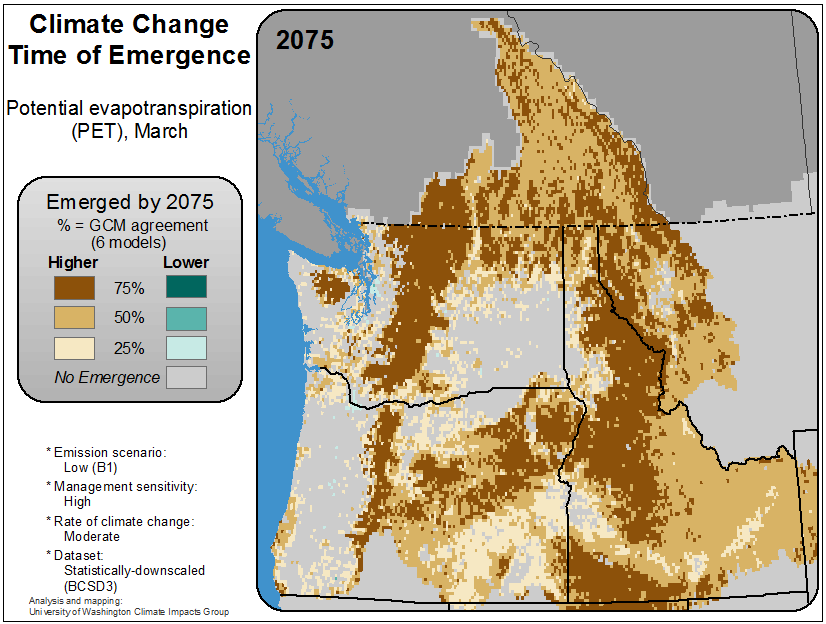 Climate Change
Time of Emergence
Potential evapotranspiration
(PET), March
Emerged by 2075
% = GCM agreement
(6 models)
Higher Lower
75%
50%
25%
No Emergence
* Emission scenario:
Low (B1)
* Management sensitivity:
High
* Rate of climate change:
Moderate
* Dataset:
Statistically-downscaled
(BCSD3)
Analysis and mapping:
University of Washington Climate Impacts Group
2075